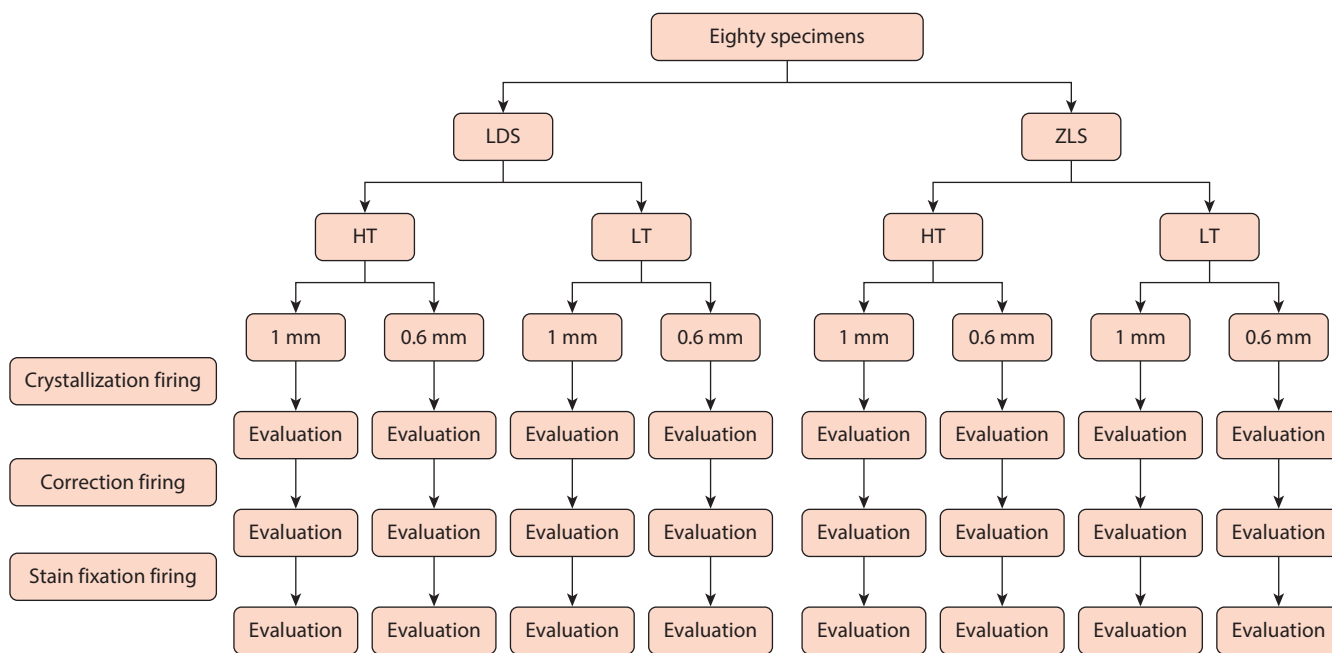 Eighty specimens
LDS
ZLS
HT
LT
HT
LT
1 mm
0.6 mm
1 mm
0.6 mm
1 mm
0.6 mm
1 mm
0.6 mm
Crystallization firing
Evaluation
Evaluation
Evaluation
Evaluation
Evaluation
Evaluation
Evaluation
Evaluation
Correction firing
Evaluation
Evaluation
Evaluation
Evaluation
Evaluation
Evaluation
Evaluation
Evaluation
Stain fixation firing
Evaluation
Evaluation
Evaluation
Evaluation
Evaluation
Evaluation
Evaluation
Evaluation